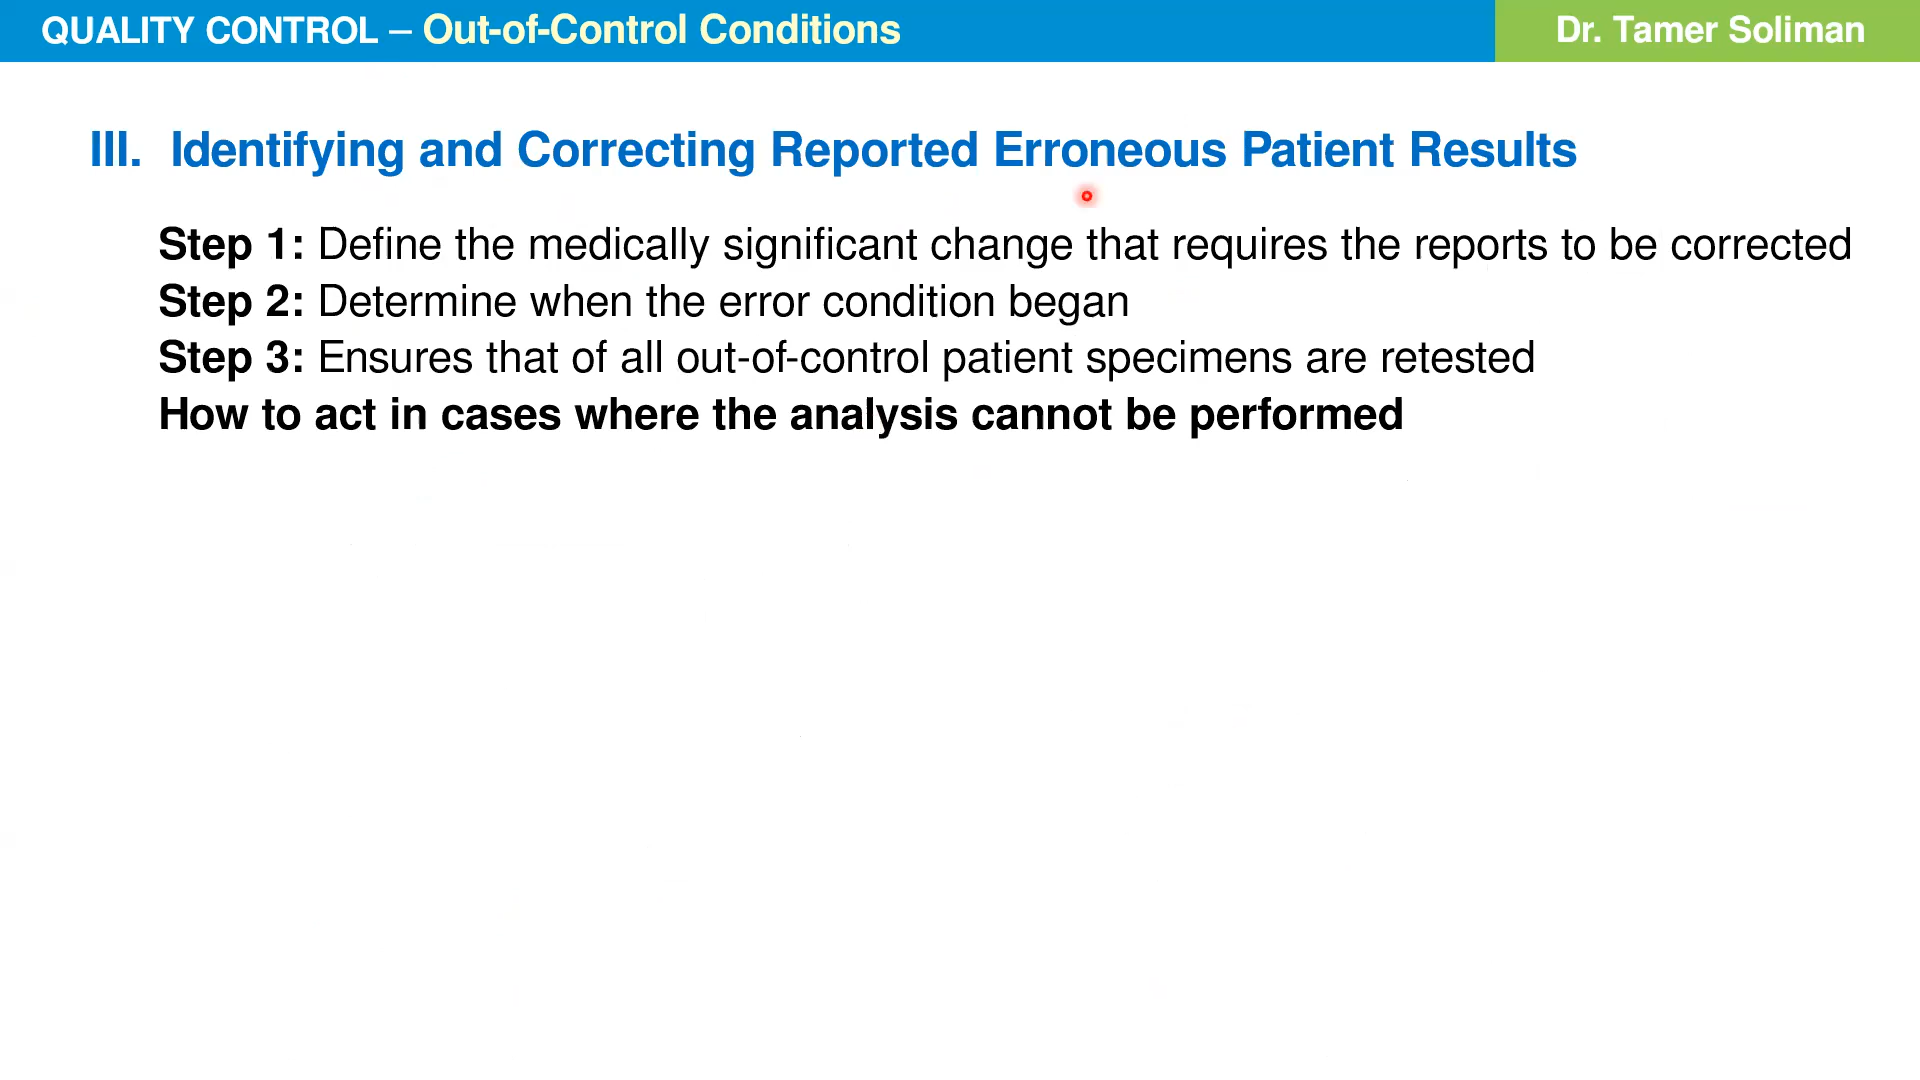 QUALITY CONTROL – Out-of-Control Conditions
Dr. Tamer Soliman
III. Identifying and Correcting Reported Erroneous Patient Results
Step 1: Define the medically significant change that requires the reports to be corrected
Step 2: Determine when the error condition began
Step 3: Ensures that of all out-of-control patient specimens are retested
How to act in cases where the analysis cannot be performed